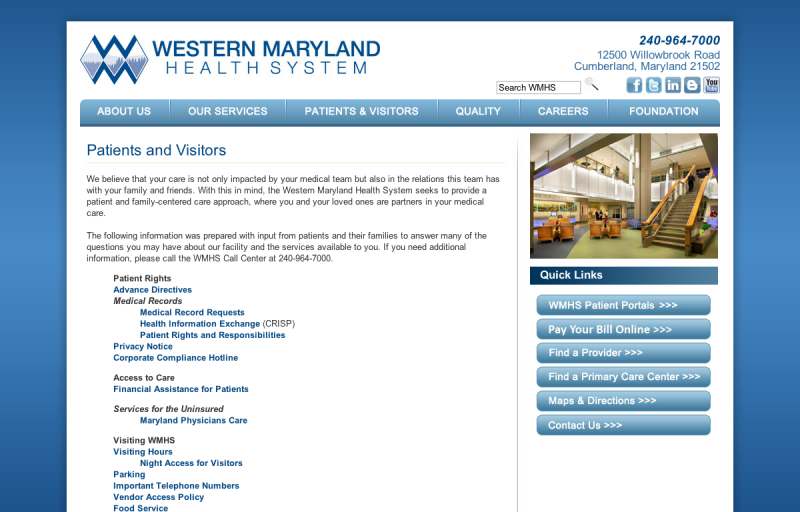 WESTERN MARYLAND
HEALTH SYSTEM
240-964-7000
12500 Willowbrook Road
Cumberland, Maryland 21502
Search WMHS
You
Tube
ABOUT US
OUR SERVICES
PATIENTS & VISITORS
QUALITY
CAREERS
FOUNDATION
Patients and Visitors
We believe that your care is not only impacted by your medical team but also in the relations this team has
with your family and friends. With this in mind, the Western Maryland Health System seeks to provide a
patient and family-centered care approach, where you and your loved ones are partners in your medical
care.
The following information was prepared with input from patients and their families to answer many of the
questions you may have about our facility and the services available to you. If you need additional
information, please call the WMHS Call Center at 240-964-7000.
Patient Rights
Advance Directives
Medical Records
Medical Record Requests
Health Information Exchange (CRISP)
Patient Rights and Responsibilities
Privacy Notice
Corporate Compliance Hotline
Access to Care
Financial Assistance for Patients
Services for the Uninsured
Maryland Physicians Care
Visiting WMHS
Visiting Hours
Night Access for Visitors
Parking
Important Telephone Numbers
Vendor Access Policy
Food Service
Quick Links
WMHS Patient Portals >>>
Pay Your Bill Online >>>
Find a Provider >>>
Find a Primary Care Center >>>
Maps & Directions >>>
Contact Us >>>